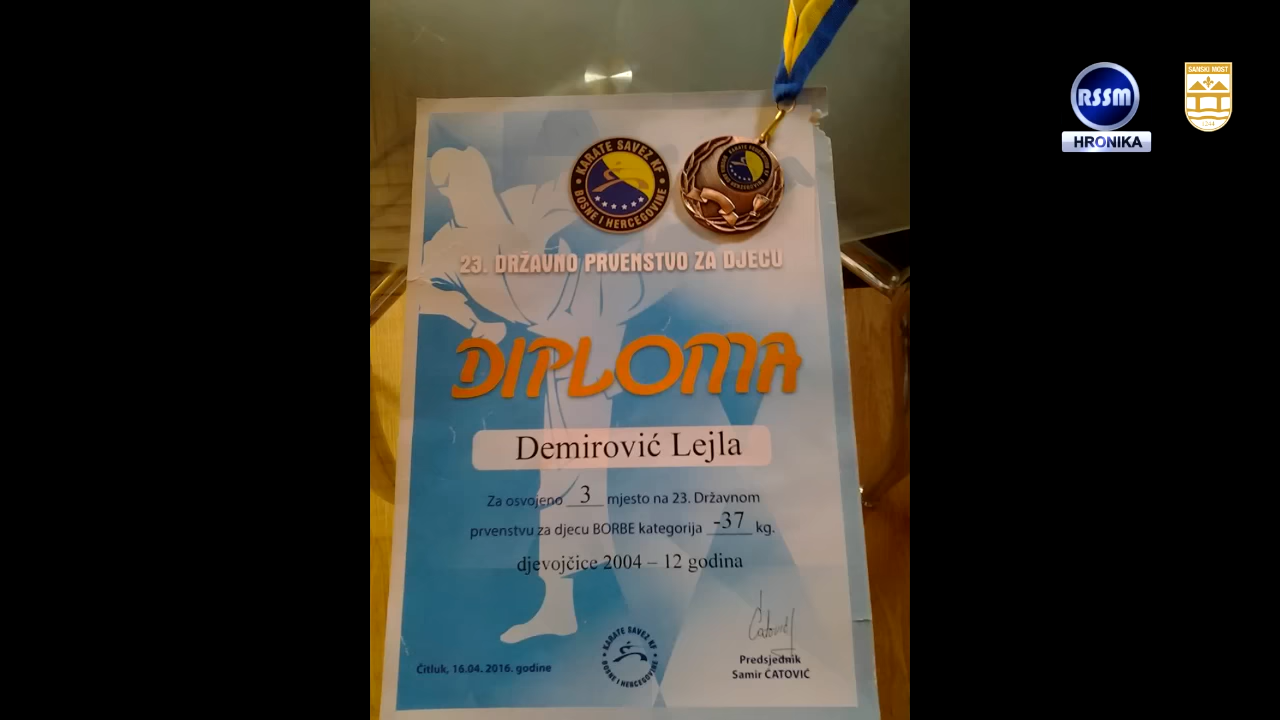 RSSM
HRONIKA
SANSKI MOST
1244
KARATE SAVEZ KF
BOSNE I HERCEGOVINE
23. DRŽAVNO PRVENSTVO ZA DJECU
DIPLOMA
Demirović Lejla
Za osvojeno 3 mjesto na 23. Državnom
prvenstvu za djecu BORBE kategorija -37 kg.
djevojčice 2004 – 12 godina
Ćatović
KARATE SAVEZ KF
BOSNE I HERCEGOVINE
Čitluk, 16.04. 2016. godine
Predsjednik
Samir ĆATOVIĆ